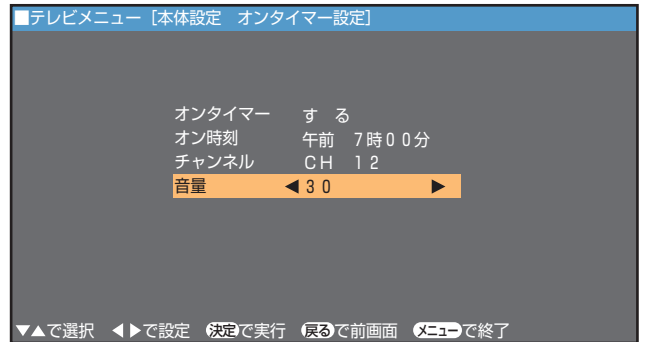 ■テレビメニュー [本体設定 オンタイマー設定]
オンタイマー す る
オン時刻 午前 7時00分
チャンネル CH 12
音量 ◀30 ▶
▼▲で選択 ◀▶で設定 決定で実行 戻るで前画面 メニューで終了